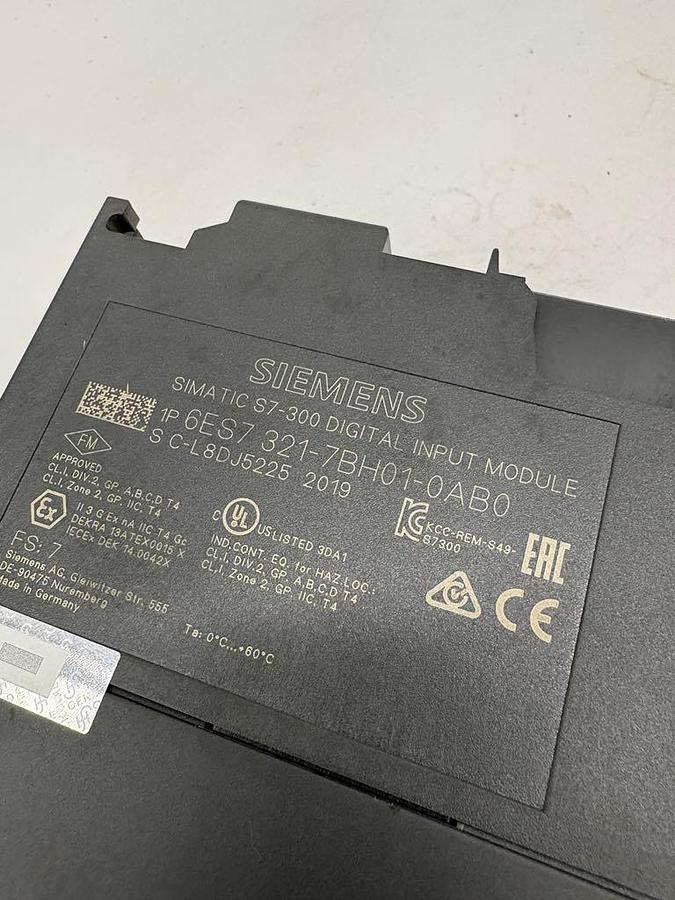 SIEMENS
SIMATIC S7-300 DIGITAL INPUT MODULE
1P 6ES7 321-7BH01-0AB0
S C-L8DJ5225 2019
FM
APPROVED
CL.I, DIV.2, GP. A,B,C,D T4
CL.I, Zone 2, GP. IIC, T4
Ex
II 3 G Ex nA IIC T4 Gc
DEKRA 13ATEX0015 X
IECEx DEK 14.0042X
FS: 7
Siemens AG, Gleiwitzer Str. 555
DE-90475 Nuremberg
Made in Germany
C UL US LISTED 3DA1
IND.CONT. EQ. for HAZ.LOC.:
CL.I, DIV.2, GP. A,B,C,D T4
CL.I, Zone 2, GP. IIC, T4
Ta: 0°C...+60°C
KCC-REM-S49-
S7300
EAC
CE